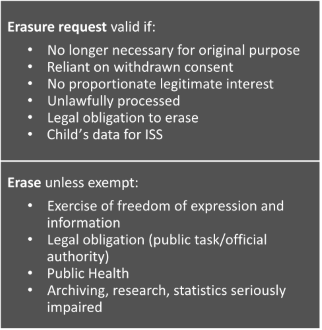 Erasure request valid if:
• No longer necessary for original purpose
• Reliant on withdrawn consent
• No proportionate legitimate interest
• Unlawfully processed
• Legal obligation to erase
• Child's data for ISS
Erase unless exempt:
• Exercise of freedom of expression and
information
• Legal obligation (public task/official
authority)
• Public Health
• Archiving, research, statistics seriously
impaired